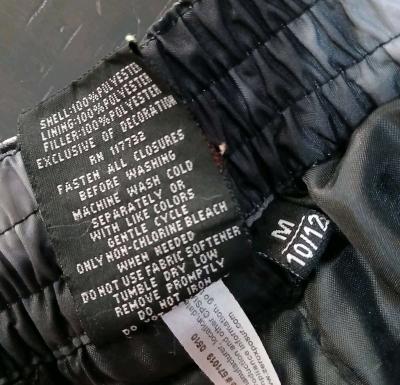 SHELL:100%POLYESTER
LINING:100%POLYESTER
FILLER:100%POLYESTER
EXCLUSIVE OF DECORATION
RN 117732
FASTEN ALL CLOSURES
BEFORE WASHING
MACHINE WASH COLD
SEPARATELY OR
WITH LIKE COLORS
GENTLE CYCLE
ONLY NON-CHLORINE BLEACH
WHEN NEEDED
DO NOT USE FABRIC SOFTENER
TUMBLE DRY LOW
REMOVE PROMPTLY
DO NOT IRON
M
10/12